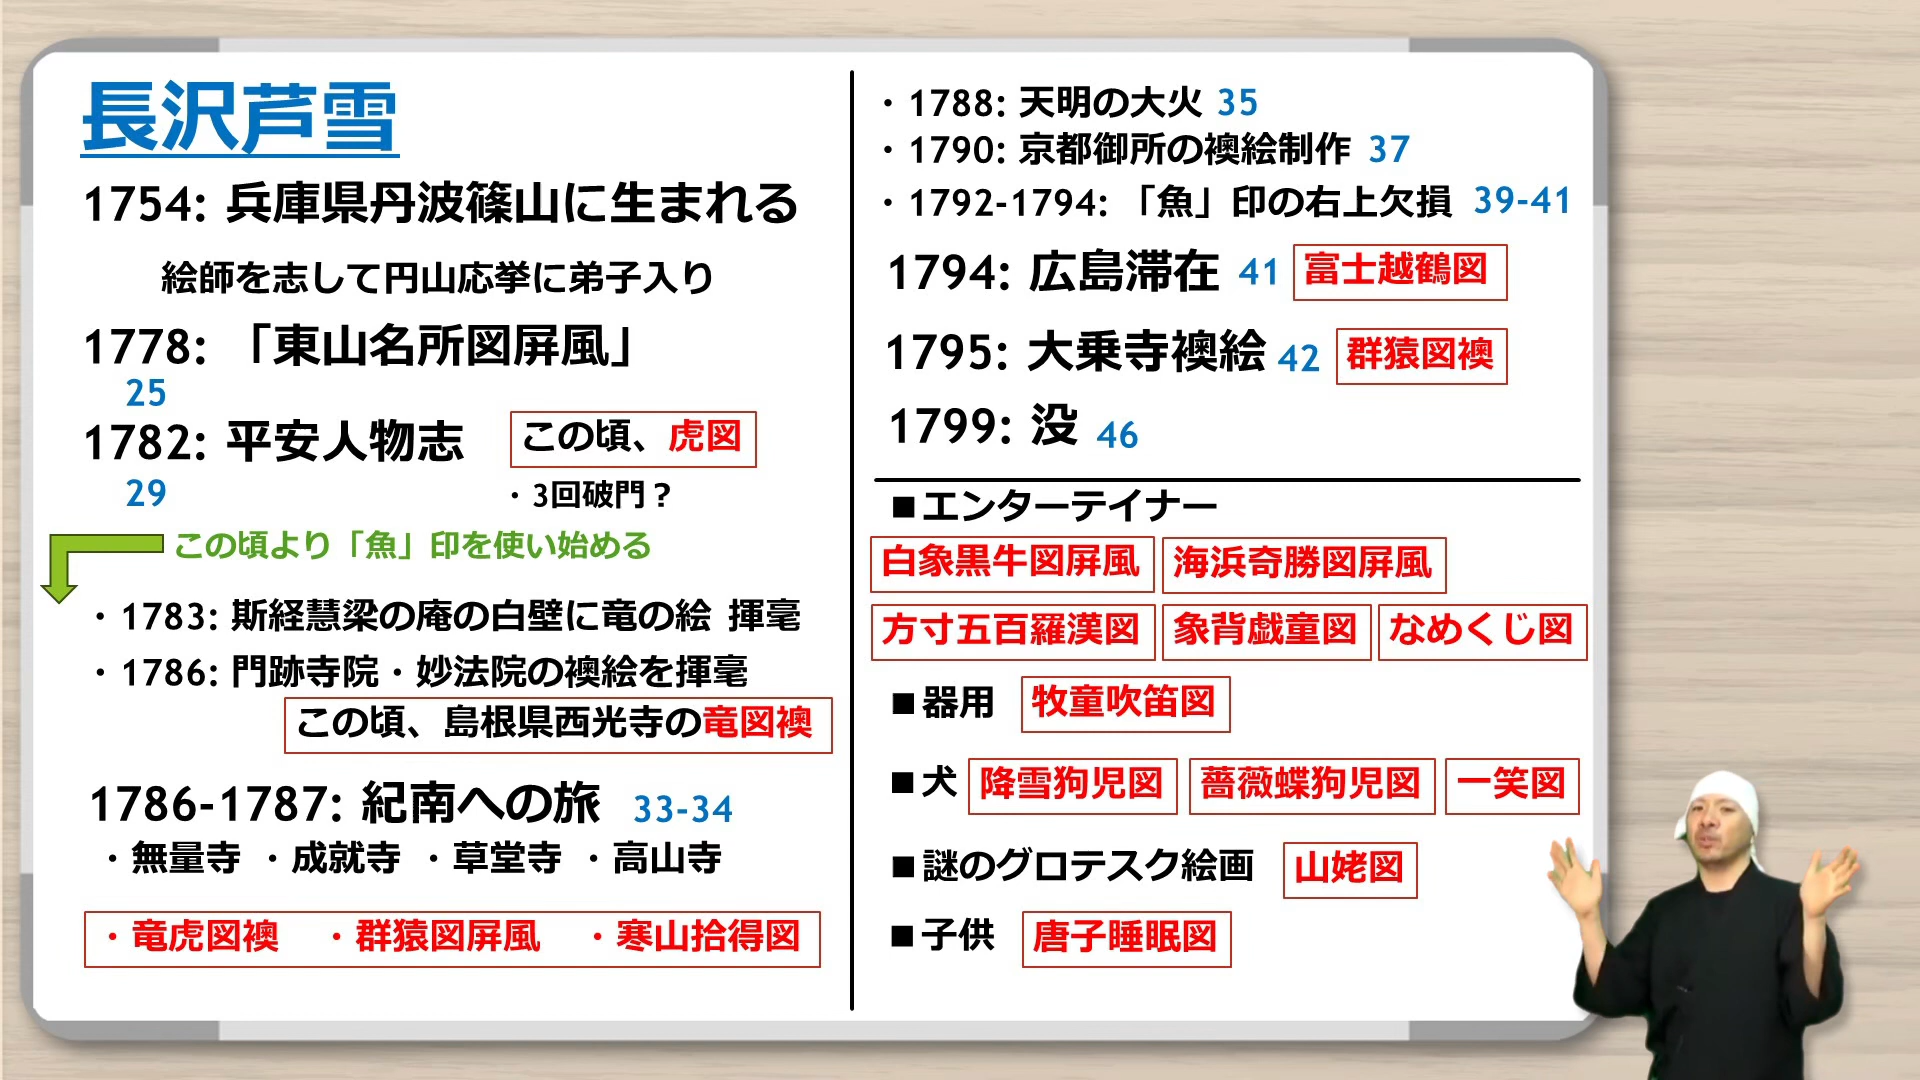 長沢芦雪
1754: 兵庫県丹波篠山に生まれる
絵師を志して円山応挙に弟子入り
1778: 「東山名所図屏風」
25
1782: 平安人物志
この頃、虎図
29
・3回破門？
この頃より「魚」印を使い始める
・1783: 斯経慧梁の庵の白壁に竜の絵 揮毫
・1786: 門跡寺院・妙法院の襖絵を揮毫
この頃、島根県西光寺の竜図襖
1786-1787: 紀南への旅 33-34
・無量寺 ・成就寺 ・草堂寺 ・高山寺
・竜虎図襖 ・群猿図屏風 ・寒山拾得図
・1788: 天明の大火 35
・1790: 京都御所の襖絵制作 37
・1792-1794: 「魚」印の右上欠損 39-41
1794: 広島滞在 41 富士越鶴図
1795: 大乗寺襖絵 42 群猿図襖
1799: 没 46
■エンターテイナー
白象黒牛図屏風 海浜奇勝図屏風
方寸五百羅漢図 象背戯童図 なめくじ図
■器用 牧童吹笛図
■犬 降雪狗児図 薔薇蝶狗児図 一笑図
■謎のグロテスク絵画 山姥図
■子供 唐子睡眠図